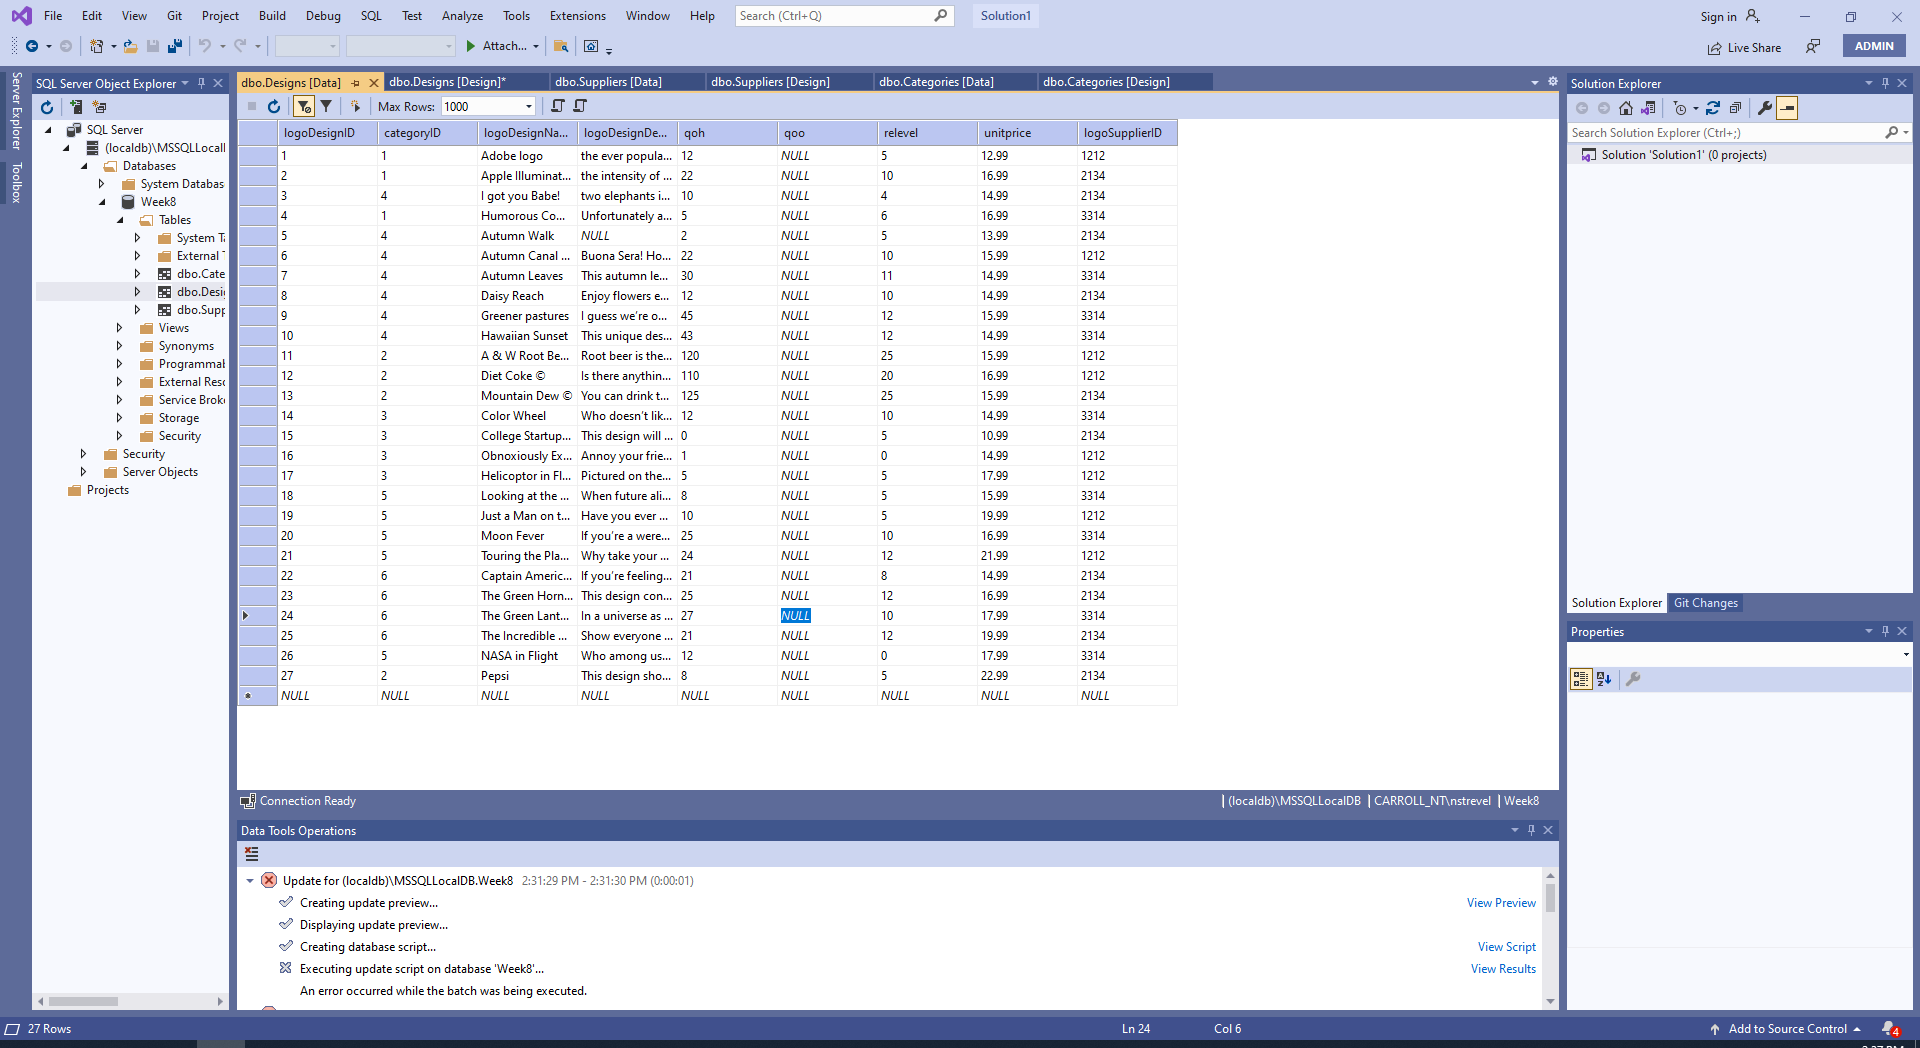 File Edit View Git Project Build Debug SQL Test Analyze Tools Extensions Window Help Search (Ctrl+Q) Solution1 Sign in
Attach... Live Share ADMIN
Server Explorer
Toolbox
SQL Server Object Explorer
SQL Server
(localdb)\MSSQLLocall
Databases
System Databas
Week8
Tables
System Ta
External T
dbo.Cate
dbo.Desi
dbo.Supp
Views
Synonyms
Programmal
External Reso
Service Broke
Storage
Security
Security
Server Objects
Projects
dbo.Designs [Data] dbo.Designs [Design]* dbo.Suppliers [Data] dbo.Suppliers [Design] dbo.Categories [Data] dbo.Categories [Design]
Max Rows: 1000
logoDesignID categoryID logoDesignNa... logoDesignDe... qoh qoo relevel unitprice logoSupplierID
1 1 Adobe logo the ever popula... 12 NULL 5 12.99 1212
2 1 Apple Illuminat... the intensity of ... 22 NULL 10 16.99 2134
3 4 I got you Babe! two elephants i... 10 NULL 4 14.99 2134
4 1 Humorous Co... Unfortunately a... 5 NULL 6 16.99 3314
5 4 Autumn Walk NULL 2 NULL 5 13.99 2134
6 4 Autumn Canal ... Buona Sera! Ho... 22 NULL 10 15.99 1212
7 4 Autumn Leaves This autumn le... 30 NULL 11 14.99 3314
8 4 Daisy Reach Enjoy flowers e... 12 NULL 10 14.99 2134
9 4 Greener pastures I guess we're o... 45 NULL 12 15.99 3314
10 4 Hawaiian Sunset This unique des... 43 NULL 12 14.99 3314
11 2 A & W Root Be... Root beer is the... 120 NULL 25 15.99 1212
12 2 Diet Coke © Is there anythin... 110 NULL 20 16.99 1212
13 2 Mountain Dew © You can drink t... 125 NULL 25 15.99 2134
14 3 Color Wheel Who doesn't lik... 12 NULL 10 14.99 3314
15 3 College Startup... This design will ... 0 NULL 5 10.99 2134
16 3 Obnoxiously Ex... Annoy your frie... 1 NULL 0 14.99 1212
17 3 Helicoptor in Fl... Pictured on the... 5 NULL 5 17.99 1212
18 5 Looking at the ... When future ali... 8 NULL 5 15.99 3314
19 5 Just a Man on t... Have you ever ... 10 NULL 5 19.99 1212
20 5 Moon Fever If you're a were... 25 NULL 10 16.99 3314
21 5 Touring the Pla... Why take your ... 24 NULL 12 21.99 1212
22 6 Captain Americ... If you're feeling... 21 NULL 8 14.99 2134
23 6 The Green Horn... This design con... 25 NULL 12 16.99 2134
24 6 The Green Lant... In a universe as ... 27 NULL 10 17.99 3314
25 6 The Incredible ... Show everyone ... 21 NULL 12 19.99 2134
26 5 NASA in Flight Who among us... 12 NULL 0 17.99 3314
27 2 Pepsi This design sho... 8 NULL 5 22.99 2134
NULL NULL NULL NULL NULL NULL NULL NULL NULL
Connection Ready (localdb)\MSSQLLocalDB CARROLL_NT\nstrevel Week8
Data Tools Operations
Update for (localdb)\MSSQLLocalDB.Week8 2:31:29 PM - 2:31:30 PM (0:00:01)
Creating update preview... View Preview
Displaying update preview...
Creating database script... View Script
Executing update script on database 'Week8'... View Results
An error occurred while the batch was being executed.
Solution Explorer
Search Solution Explorer (Ctrl+;)
Solution 'Solution1' (0 projects)
Solution Explorer Git Changes
Properties
27 Rows Ln 24 Col 6 Add to Source Control 4